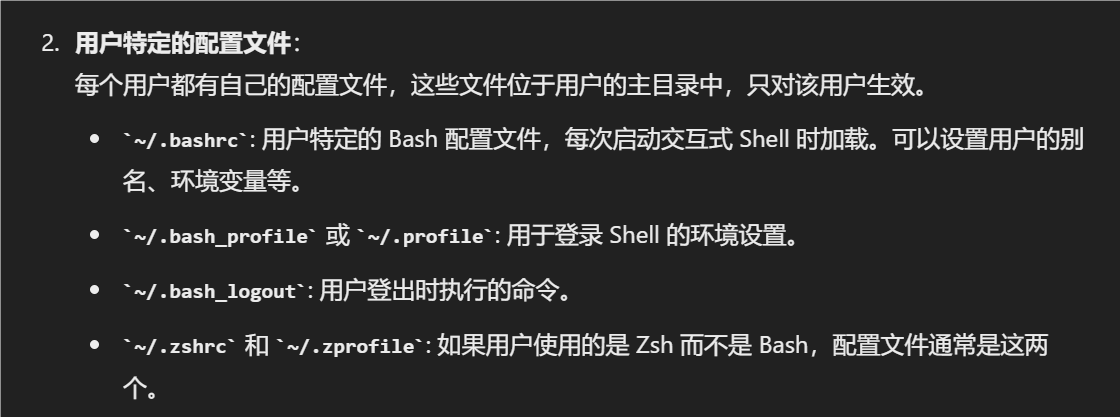 2. 用户特定的配置文件：
每个用户都有自己的配置文件，这些文件位于用户的主目录中，只对该用户生效。
• `~/.bashrc`: 用户特定的 Bash 配置文件，每次启动交互式 Shell 时加载。可以设置用户的别
名、环境变量等。
• `~/.bash_profile` 或 `~/.profile`: 用于登录 Shell 的环境设置。
• `~/.bash_logout`: 用户登出时执行的命令。
• `~/.zshrc` 和 `~/.zprofile`: 如果用户使用的是 Zsh 而不是 Bash，配置文件通常是这两
个。